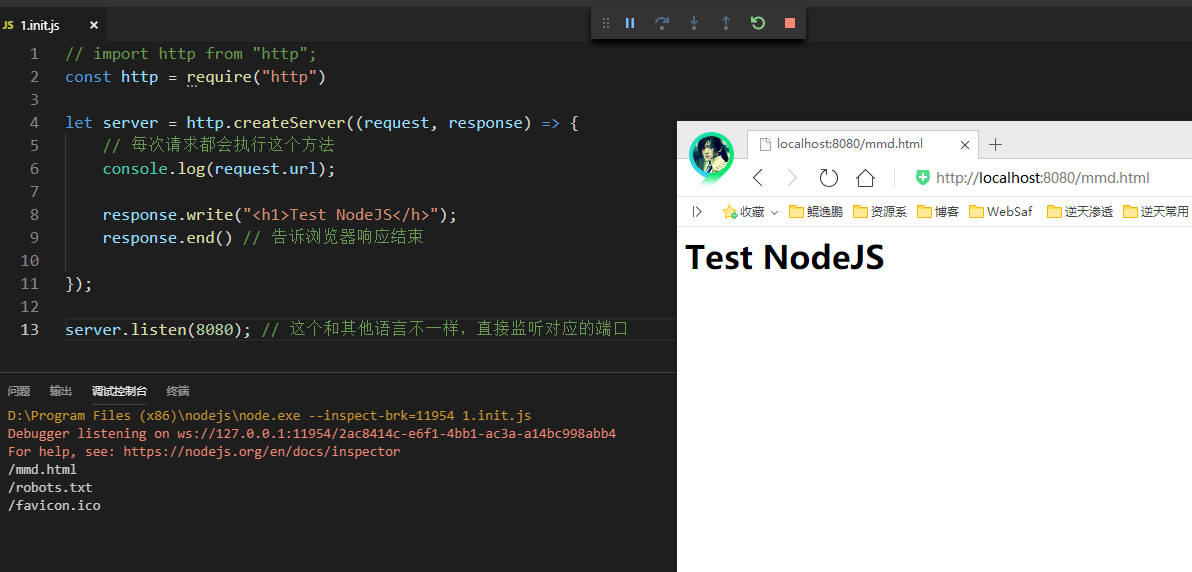 JS 1.init.js ×
1 // import http from "http";
2 const http = require("http")
3
4 let server = http.createServer((request, response) => {
5 // 每次请求都会执行这个方法
6 console.log(request.url);
7
8 response.write("<h1>Test NodeJS</h>");
9 response.end() // 告诉浏览器响应结束
10
11 });
12
13 server.listen(8080); // 这个和其他语言不一样，直接监听对应的端口
问题 输出 调试控制台 终端
D:\Program Files (x86)\nodejs\node.exe --inspect-brk=11954 1.init.js
Debugger listening on ws://127.0.0.1:11954/2ac8414c-e6f1-4bb1-ac3a-a14bc998abb4
For help, see: https://nodejs.org/en/docs/inspector
/mmd.html
/robots.txt
/favicon.ico
localhost:8080/mmd.html
http://localhost:8080/mmd.html
收藏 鲲逸鹏 资源系 博客 WebSaf 逆天渗透 逆天常用
Test NodeJS